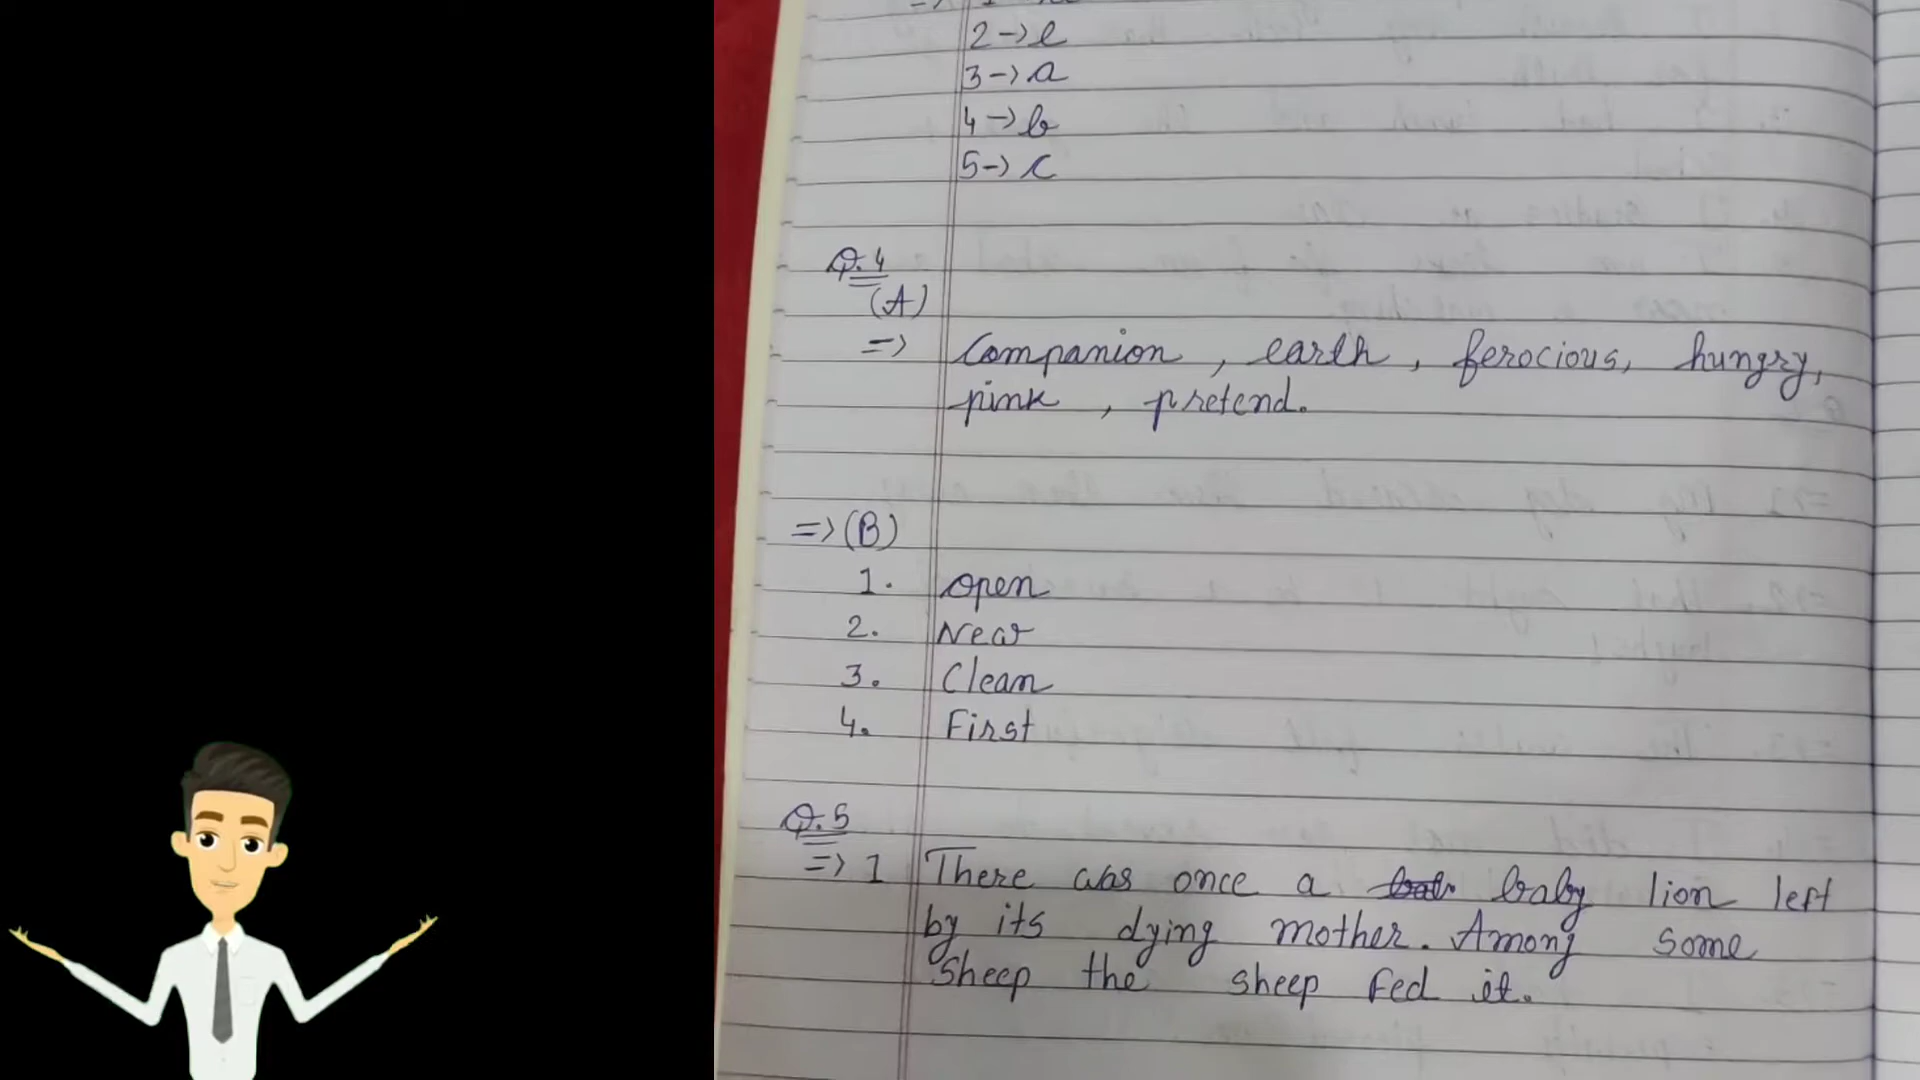 2→e
3→a
4→b
5→c
Q.4
(A)
=> Companion, earth, ferocious, hungry,
pink, pretend.
=> (B)
1. open
2. Near
3. Clean
4. First
Q.5
=> 1 There was once a baby lion left
by its dying mother. Among some
Sheep the sheep Fed it.